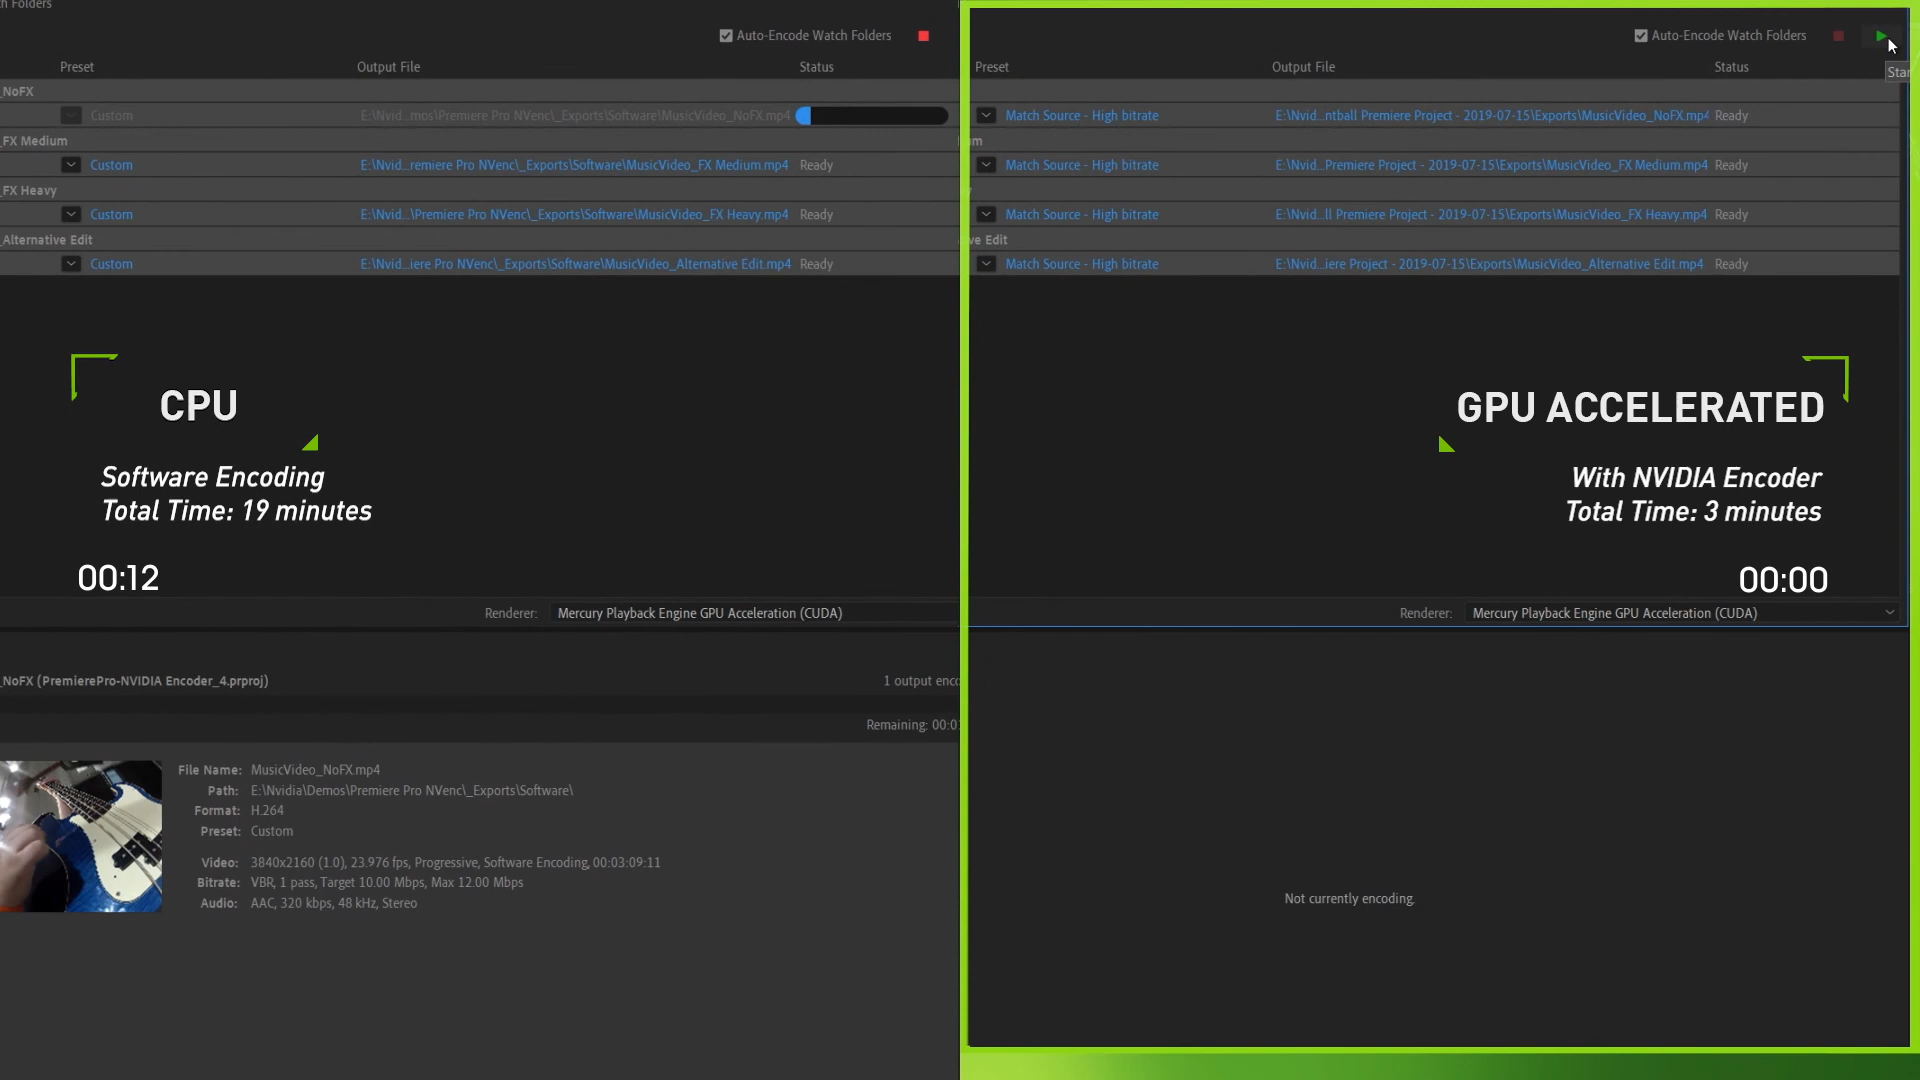 h Folders
Auto-Encode Watch Folders
Preset Output File Status
_NoFX
Custom E:\Nvid...mos\Premiere Pro NVenc\_Exports\Software\MusicVideo_NoFX.mp4
_FX Medium
Custom E:\Nvid...remiere Pro NVenc\_Exports\Software\MusicVideo_FX Medium.mp4 Ready
_FX Heavy
Custom E:\Nvid...\Premiere Pro NVenc\_Exports\Software\MusicVideo_FX Heavy.mp4 Ready
_Alternative Edit
Custom E:\Nvid...iere Pro NVenc\_Exports\Software\MusicVideo_Alternative Edit.mp4 Ready
CPU
Software Encoding
Total Time: 19 minutes
00:12
Renderer: Mercury Playback Engine GPU Acceleration (CUDA)
_NoFX (PremierePro-NVIDIA Encoder_4.prproj) 1 output enco
Remaining: 00:0
File Name: MusicVideo_NoFX.mp4
Path: E:\Nvidia\Demos\Premiere Pro NVenc\_Exports\Software\
Format: H.264
Preset: Custom
Video: 3840x2160 (1.0), 23.976 fps, Progressive, Software Encoding, 00:03:09:11
Bitrate: VBR, 1 pass, Target 10.00 Mbps, Max 12.00 Mbps
Audio: AAC, 320 kbps, 48 kHz, Stereo
Auto-Encode Watch Folders
Star
Preset Output File Status
Match Source - High bitrate E:\Nvid...ntball Premiere Project - 2019-07-15\Exports\MusicVideo_NoFX.mp4 Ready
um
Match Source - High bitrate E:\Nvid...Premiere Project - 2019-07-15\Exports\MusicVideo_FX Medium.mp4 Ready
Match Source - High bitrate E:\Nvid...ll Premiere Project - 2019-07-15\Exports\MusicVideo_FX Heavy.mp4 Ready
ve Edit
Match Source - High bitrate E:\Nvid...iere Project - 2019-07-15\Exports\MusicVideo_Alternative Edit.mp4 Ready
GPU ACCELERATED
With NVIDIA Encoder
Total Time: 3 minutes
00:00
Renderer: Mercury Playback Engine GPU Acceleration (CUDA)
Not currently encoding.